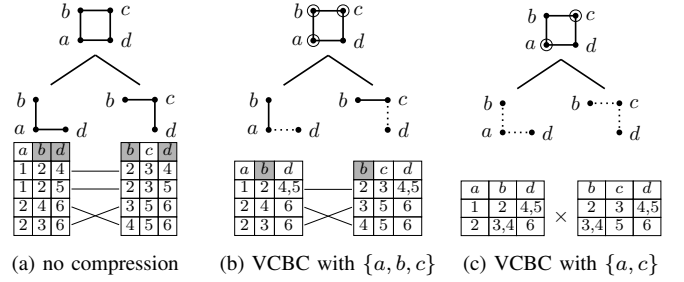 b c b c b c
a d a d a d
b b c b b c b b c
a d d a d d a d d
a b d b c d
1 2 4 2 3 4
1 2 5 2 3 5
2 4 6 3 5 6
2 3 6 4 5 6
a b d b c d
1 2 4,5 2 3 4,5
2 4 6 3 5 6
2 3 6 4 5 6
a b d b c d
1 2 4,5 × 2 3 4,5
2 3,4 6 3,4 5 6
(a) no compression
(b) VCBC with {a, b, c}
(c) VCBC with {a, c}